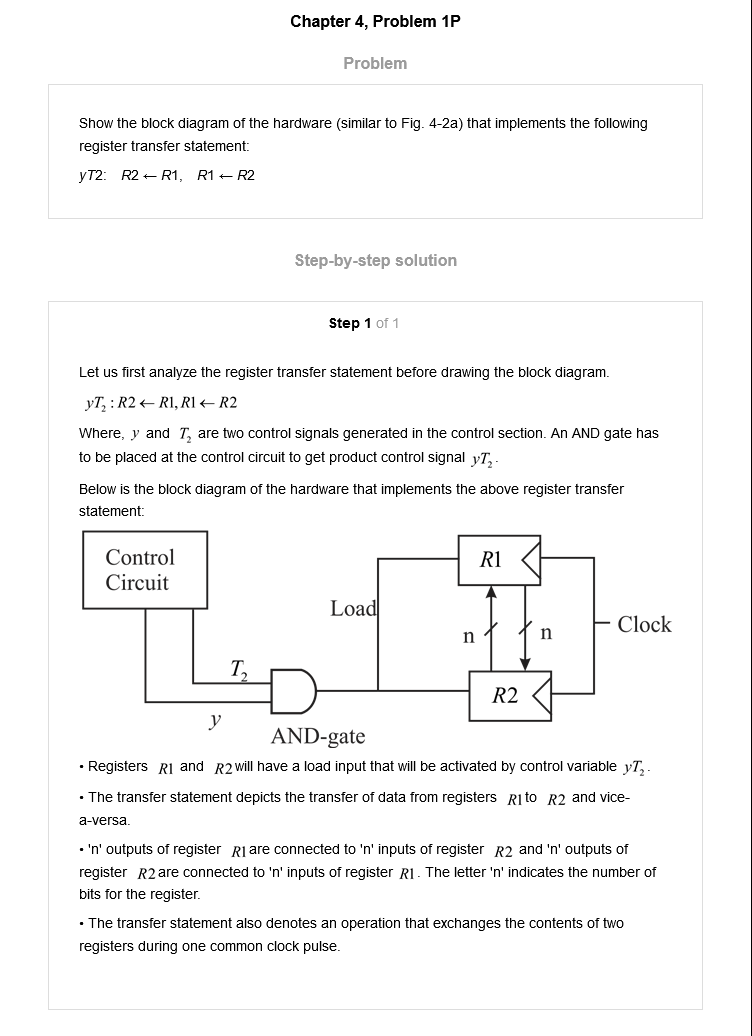 Chapter 4, Problem 1P
Problem
Show the block diagram of the hardware (similar to Fig. 4-2a) that implements the following
register transfer statement:
yT2: R2 ← R1, R1 ← R2
Step-by-step solution
Step 1 of 1
Let us first analyze the register transfer statement before drawing the block diagram.
yT₂ : R2 ← R1, R1 ← R2
Where, y and T₂ are two control signals generated in the control section. An AND gate has
to be placed at the control circuit to get product control signal yT₂.
Below is the block diagram of the hardware that implements the above register transfer
statement:
Control
Circuit
R1
Load
n
n
Clock
T₂
R2
y
AND-gate
• Registers R1 and R2 will have a load input that will be activated by control variable yT₂.
• The transfer statement depicts the transfer of data from registers R1 to R2 and vice-
a-versa.
• 'n' outputs of register R1 are connected to 'n' inputs of register R2 and 'n' outputs of
register R2 are connected to 'n' inputs of register R1. The letter 'n' indicates the number of
bits for the register.
• The transfer statement also denotes an operation that exchanges the contents of two
registers during one common clock pulse.